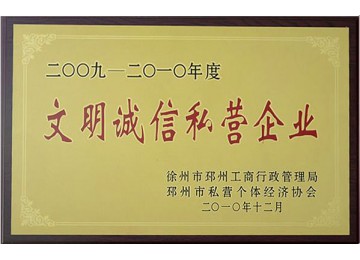 二〇〇九—二〇一〇年度
文明诚信私营企业
徐州市邳州工商行政管理局
邳州市私营个体经济协会
二〇一〇年十二月